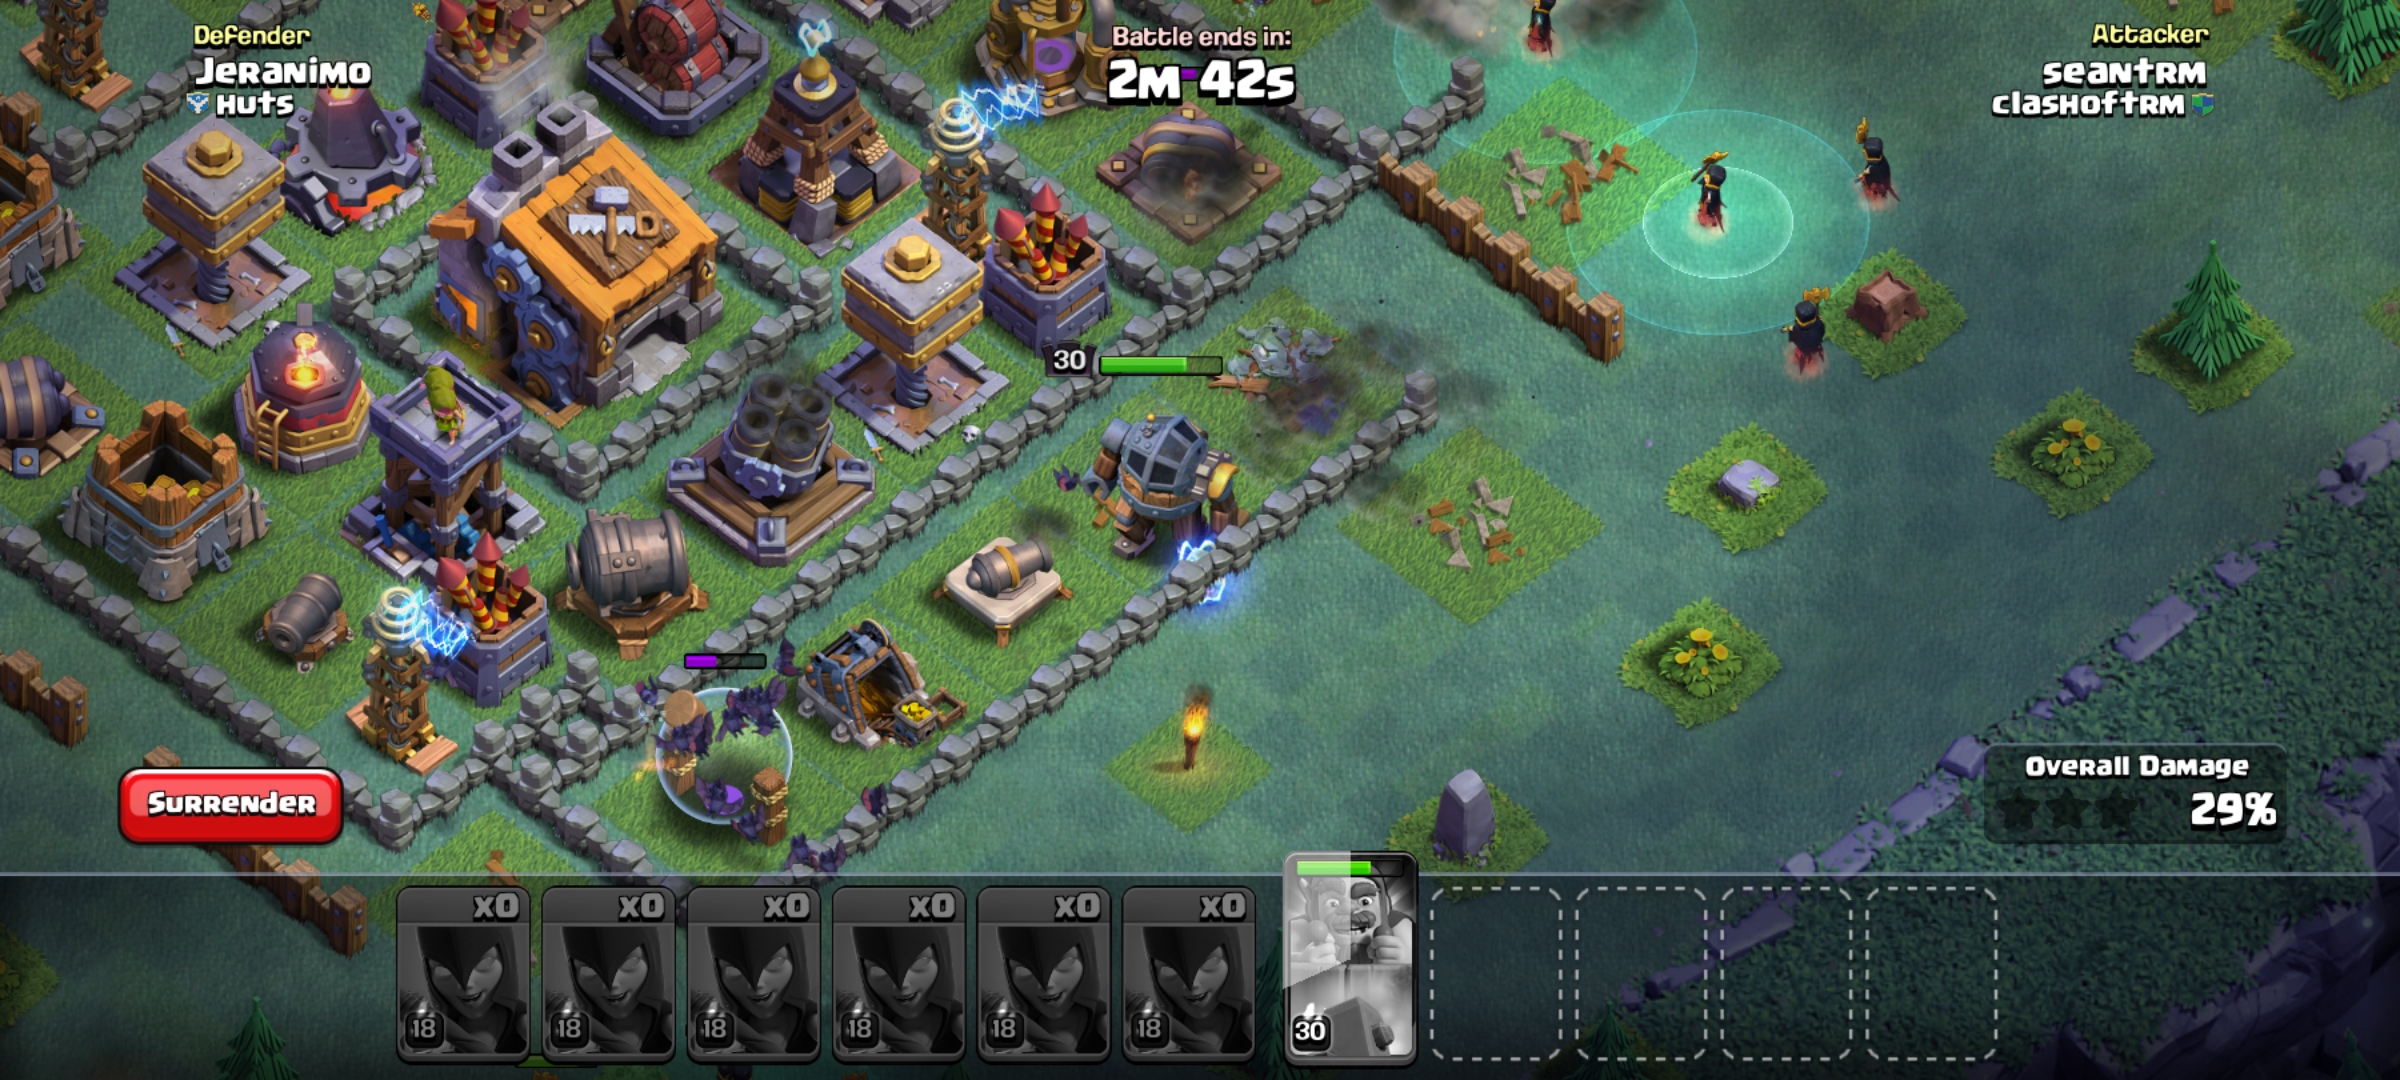 Defender
Jeranimo
Huts
Battle ends in:
2M 42s
Attacker
seantrm
clashoftrm
30
Surrender
Overall Damage
29%
x0
x0
x0
x0
x0
x0
18
18
18
18
18
18
30